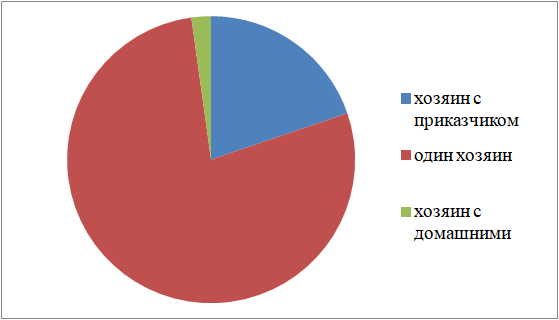 хозяин с
приказчиком
один хозяин
хозяин с
домашними